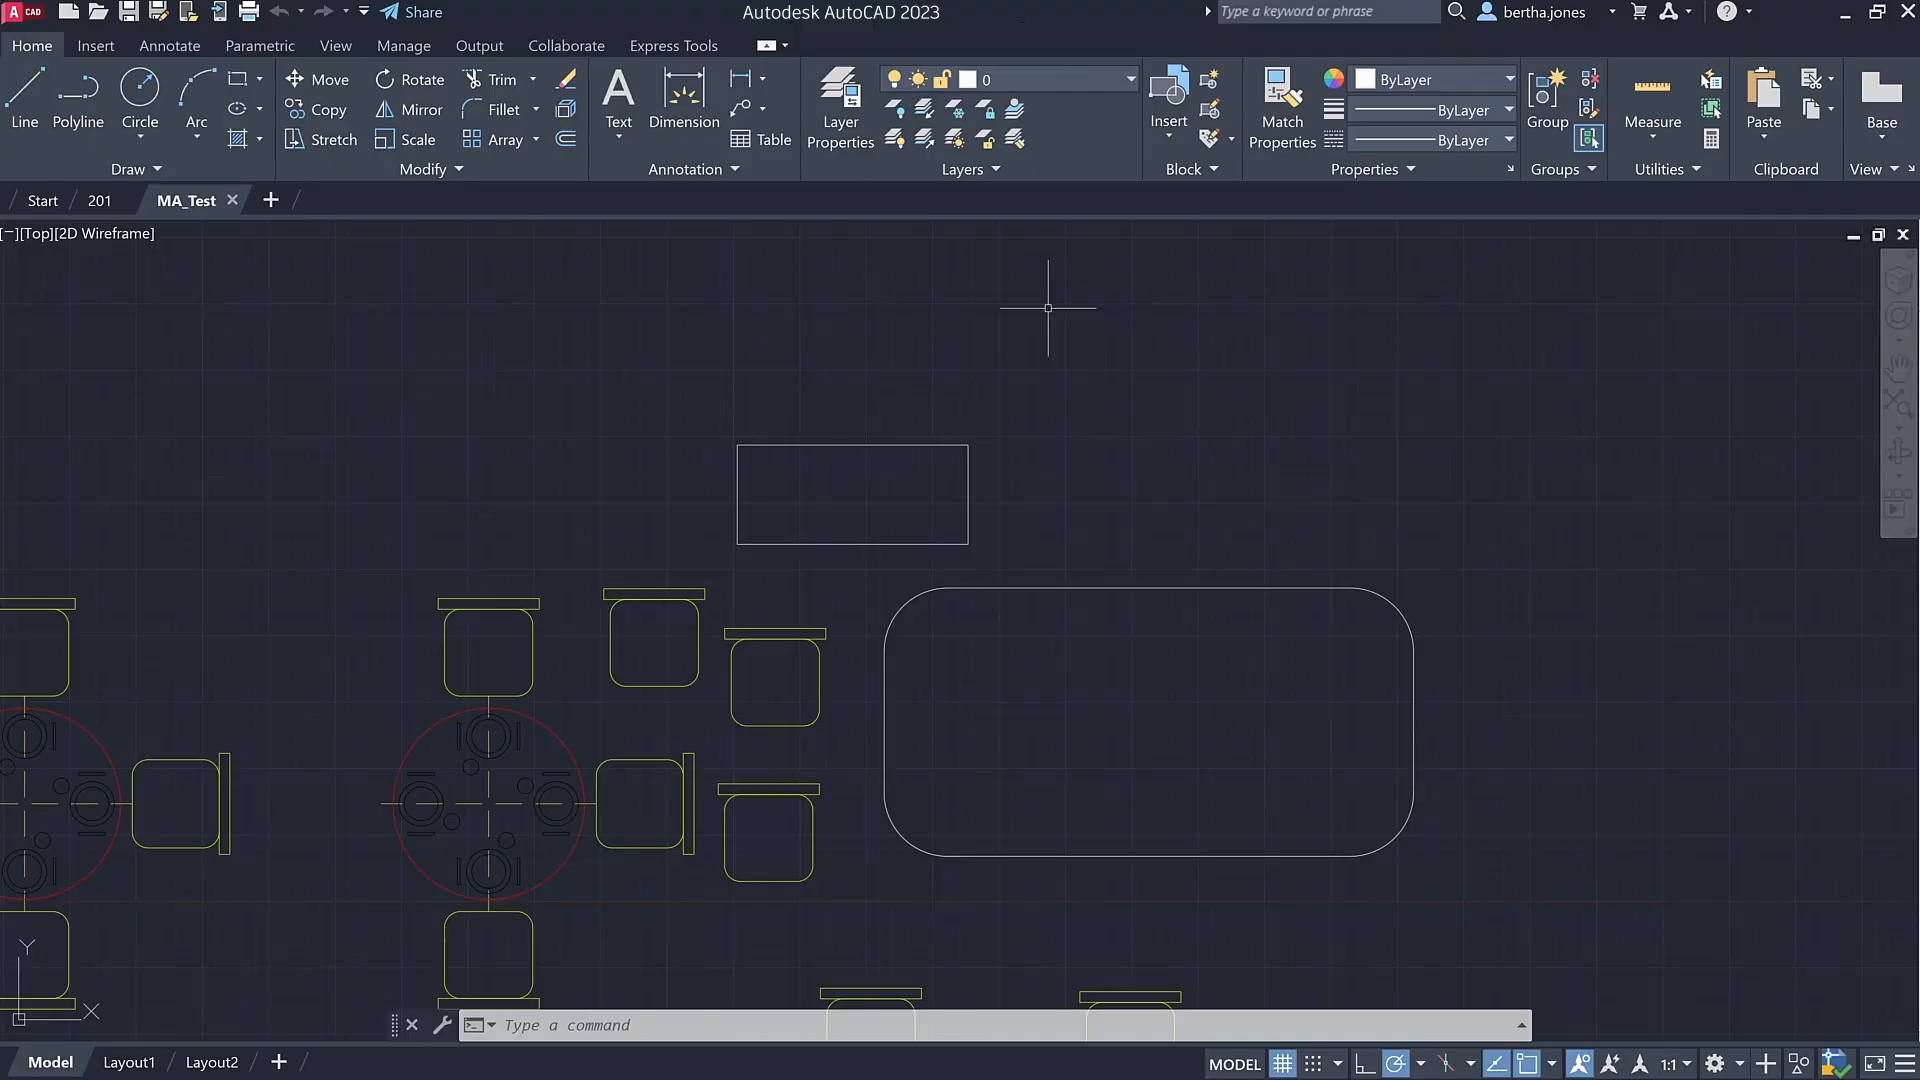 A CAD
Share
Autodesk AutoCAD 2023
Type a keyword or phrase
bertha.jones
?
Home
Insert
Annotate
Parametric
View
Manage
Output
Collaborate
Express Tools
Line
Polyline
Circle
Arc
Draw
Move
Copy
Stretch
Rotate
Mirror
Scale
Trim
Fillet
Array
Modify
Text
Dimension
Table
Annotation
Layer
Properties
0
Layers
Insert
Block
Match
Properties
ByLayer
ByLayer
ByLayer
Properties
Group
Groups
Measure
Utilities
Paste
Clipboard
Base
View
Start
201
MA_Test
[−][Top][2D Wireframe]
Y
X
Type a command
Model
Layout1
Layout2
MODEL
1:1